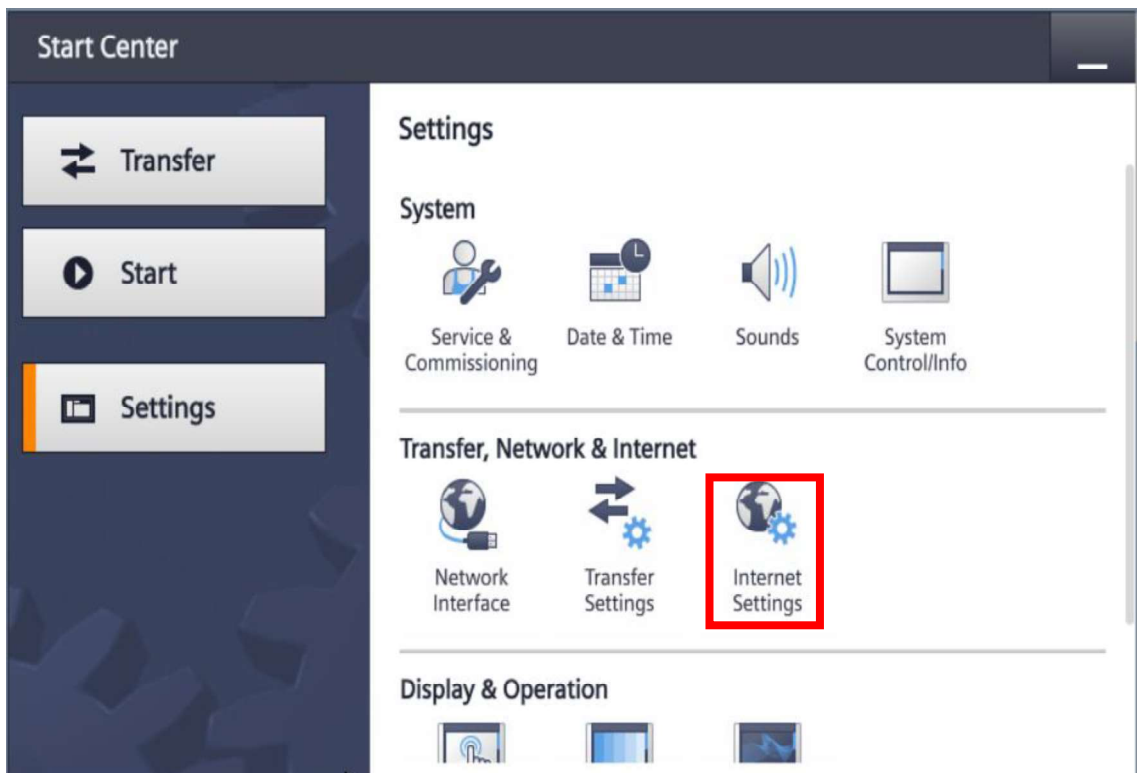 Start Center
Transfer
Start
Settings
Settings
System
Service &
Commissioning
Date & Time
Sounds
System
Control/Info
Transfer, Network & Internet
Network
Interface
Transfer
Settings
Internet
Settings
Display & Operation